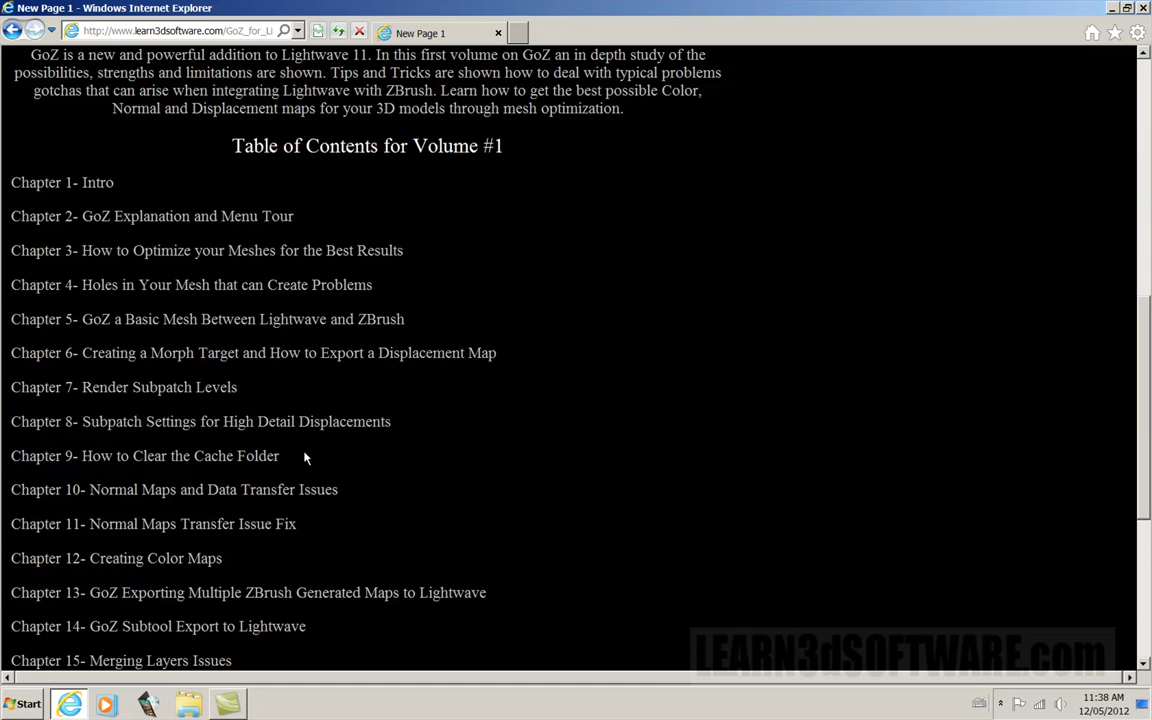 New Page 1 - Windows Internet Explorer
http://www.learn3dsoftware.com/GoZ_for_Li
New Page 1
GoZ is a new and powerful addition to Lightwave 11. In this first volume on GoZ an in depth study of the
possibilities, strengths and limitations are shown. Tips and Tricks are shown how to deal with typical problems
gotchas that can arise when integrating Lightwave with ZBrush. Learn how to get the best possible Color,
Normal and Displacement maps for your 3D models through mesh optimization.
Table of Contents for Volume #1
Chapter 1- Intro
Chapter 2- GoZ Explanation and Menu Tour
Chapter 3- How to Optimize your Meshes for the Best Results
Chapter 4- Holes in Your Mesh that can Create Problems
Chapter 5- GoZ a Basic Mesh Between Lightwave and ZBrush
Chapter 6- Creating a Morph Target and How to Export a Displacement Map
Chapter 7- Render Subpatch Levels
Chapter 8- Subpatch Settings for High Detail Displacements
Chapter 9- How to Clear the Cache Folder
Chapter 10- Normal Maps and Data Transfer Issues
Chapter 11- Normal Maps Transfer Issue Fix
Chapter 12- Creating Color Maps
Chapter 13- GoZ Exporting Multiple ZBrush Generated Maps to Lightwave
Chapter 14- GoZ Subtool Export to Lightwave
Chapter 15- Merging Layers Issues
LEARN3dSOFTWARE.com
Start
11:38 AM
12/05/2012